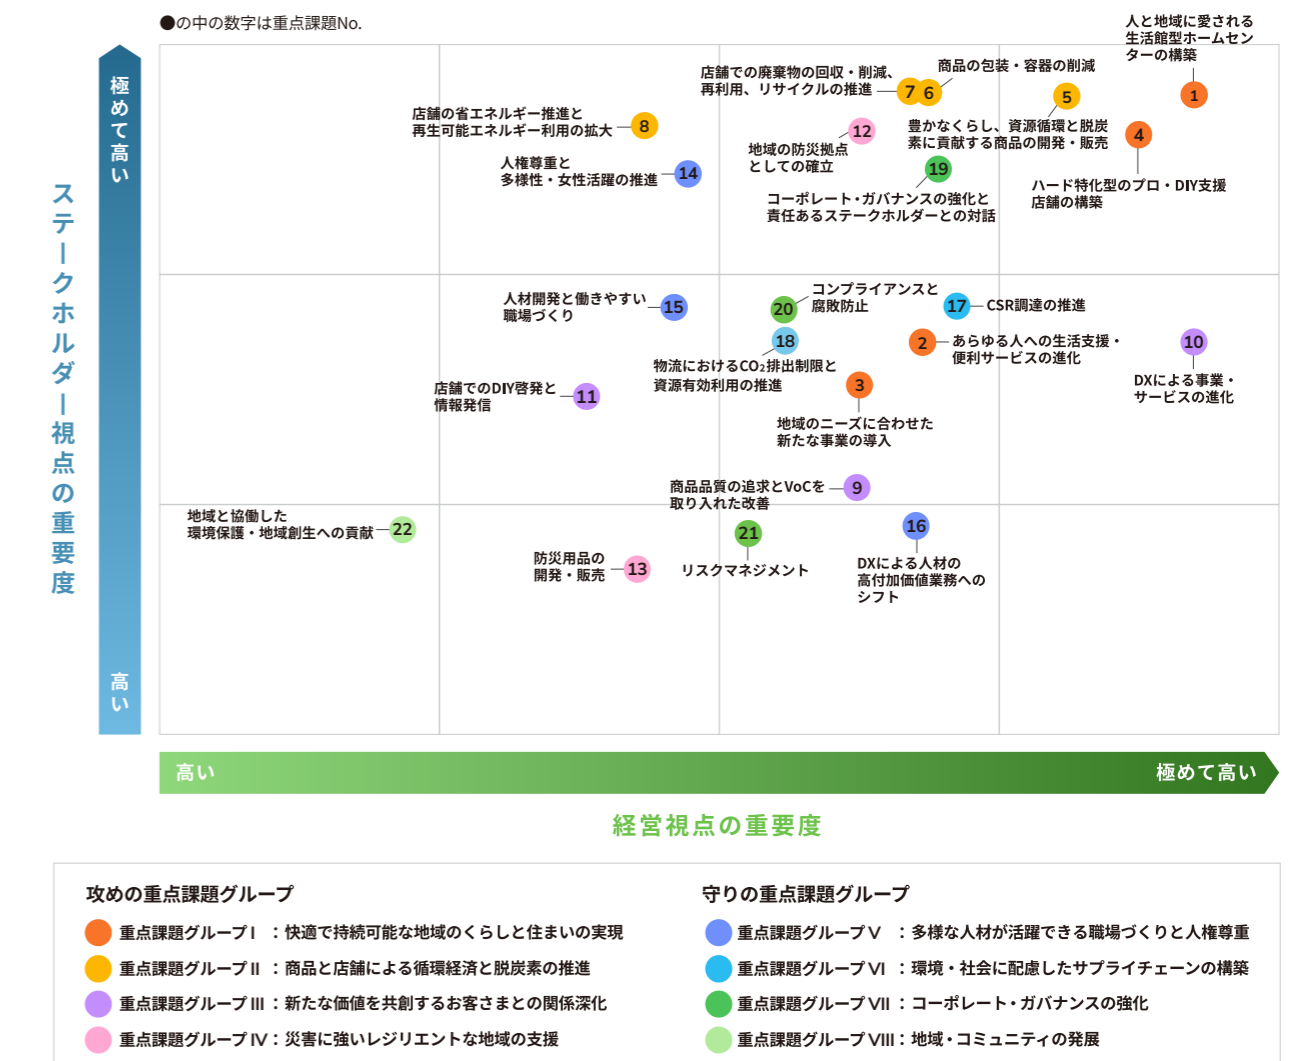 ●の中の数字は重点課題No.
ステークホルダー視点の重要度
極めて高い
高い
人と地域に愛される
生活館型ホームセン
ターの構築
1
店舗での廃棄物の回収・削減、
再利用、リサイクルの推進
7
6
商品の包装・容器の削減
5
豊かなくらし、資源循環と脱炭
素に貢献する商品の開発・販売
4
ハード特化型のプロ・DIY支援
店舗の構築
店舗の省エネルギー推進と
再生可能エネルギー利用の拡大
8
12
地域の防災拠点
としての確立
人権尊重と
多様性・女性活躍の推進
14
19
コーポレート・ガバナンスの強化と
責任あるステークホルダーとの対話
人材開発と働きやすい
職場づくり
15
20
コンプライアンスと
腐敗防止
17
CSR調達の推進
18
物流におけるCO₂排出制限と
資源有効利用の推進
2
あらゆる人への生活支援・
便利サービスの進化
10
DXによる事業・
サービスの進化
店舗でのDIY啓発と
情報発信
11
3
地域のニーズに合わせた
新たな事業の導入
商品品質の追求とVoCを
取り入れた改善
9
地域と協働した
環境保護・地域創生への貢献
22
防災用品の
開発・販売
13
21
リスクマネジメント
16
DXによる人材の
高付加価値業務への
シフト
高い
極めて高い
経営視点の重要度
攻めの重点課題グループ
重点課題グループⅠ：快適で持続可能な地域のくらしと住まいの実現
重点課題グループⅡ：商品と店舗による循環経済と脱炭素の推進
重点課題グループⅢ：新たな価値を共創するお客さまとの関係深化
重点課題グループⅣ：災害に強いレジリエントな地域の支援
守りの重点課題グループ
重点課題グループⅤ：多様な人材が活躍できる職場づくりと人権尊重
重点課題グループⅥ：環境・社会に配慮したサプライチェーンの構築
重点課題グループⅦ：コーポレート・ガバナンスの強化
重点課題グループⅧ：地域・コミュニティの発展